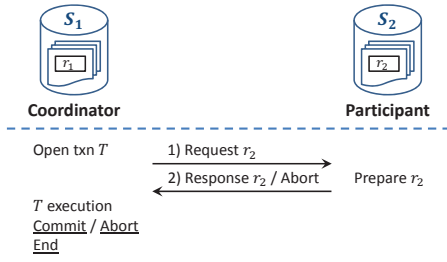 S₁ S₂
r₁ r₂
Coordinator Participant
Open txn T 1) Request r₂
2) Response r₂ / Abort Prepare r₂
T execution
Commit / Abort
End